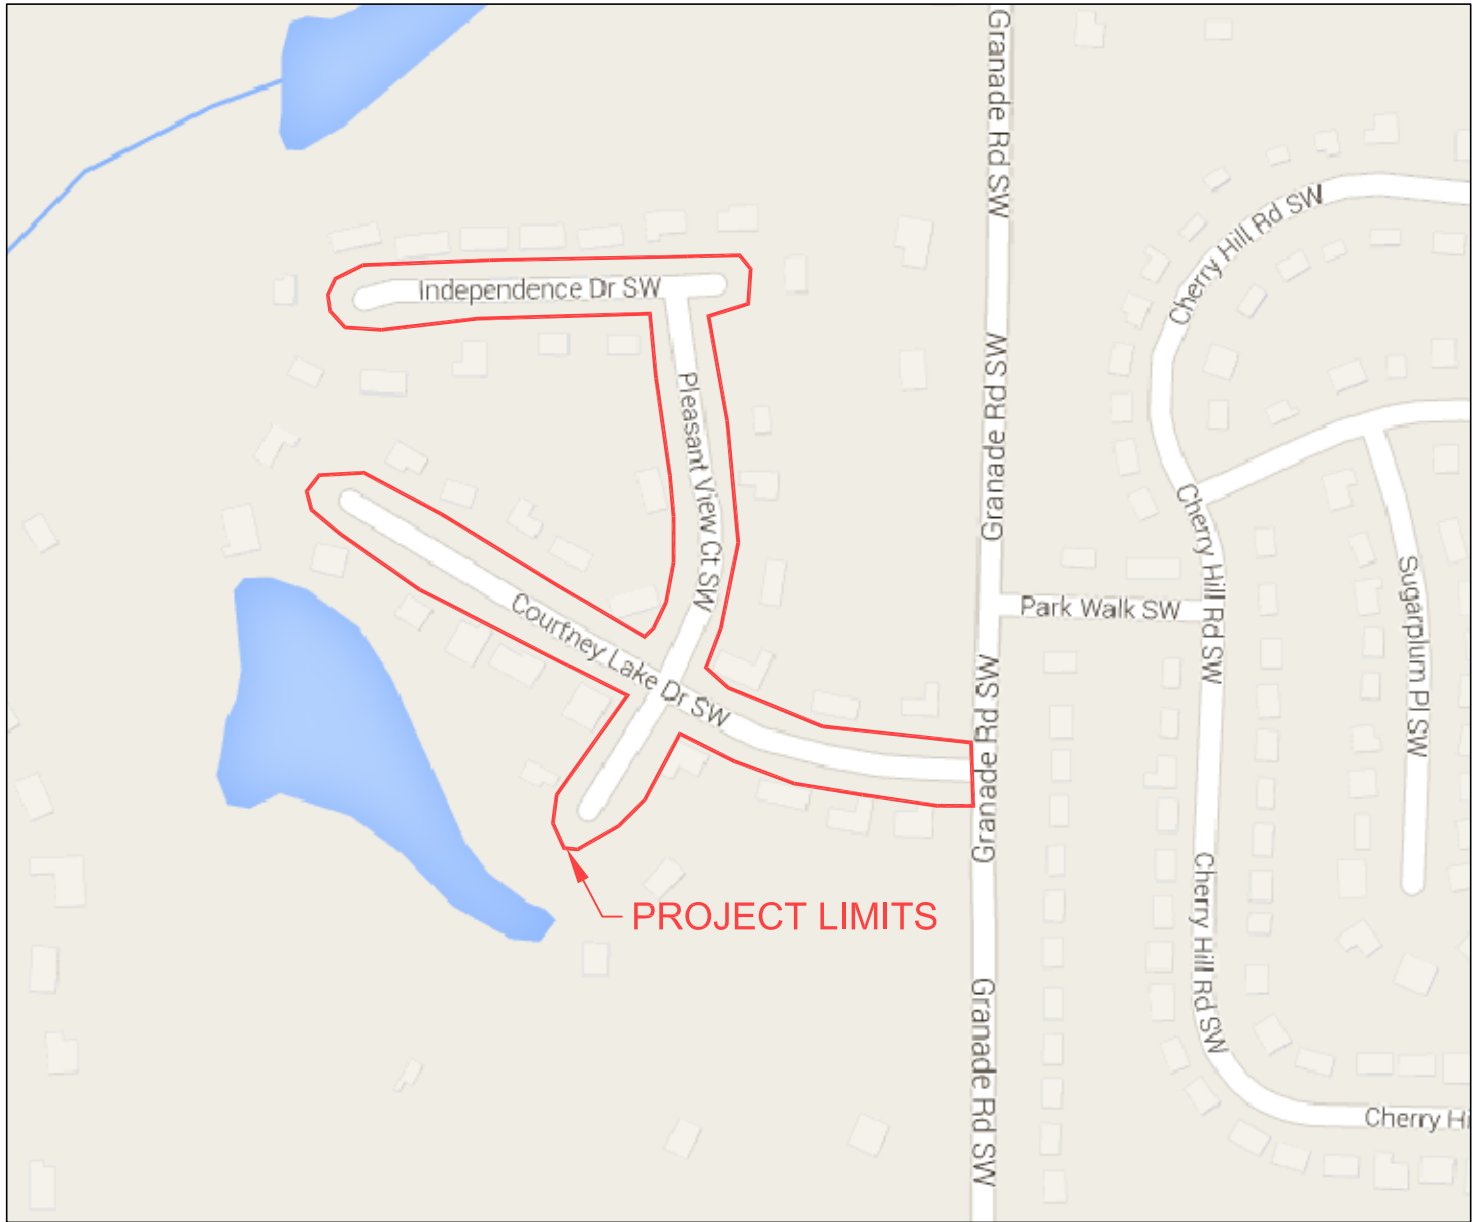 Granade Rd SW
Cherry Hill Rd SW
Independence Dr SW
Granade Rd SW
Pleasant View Ct SW
Cherry Hill Rd SW
Sugarplum Pl SW
Courtney Lake Dr SW
Park Walk SW
Granade Rd SW
PROJECT LIMITS
Cherry Hill Rd SW
Granade Rd SW
Cherry Hi